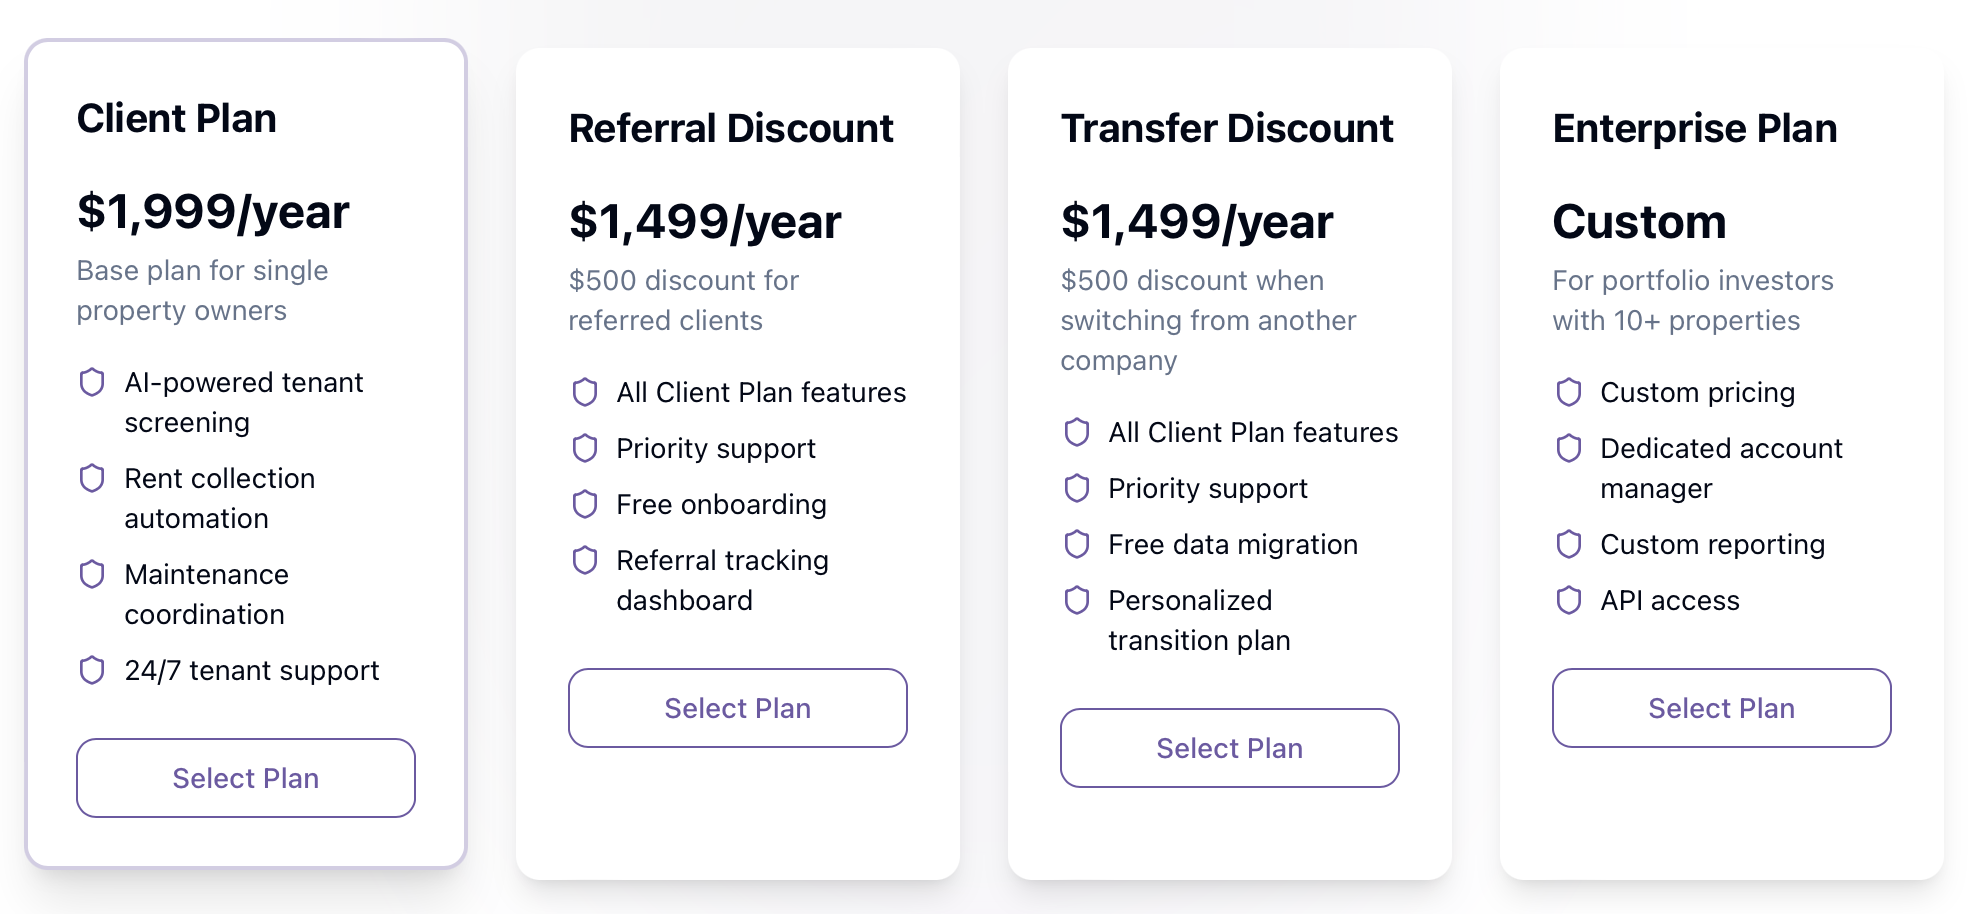 Client Plan
$1,999/year
Base plan for single
property owners
AI-powered tenant
screening
Rent collection
automation
Maintenance
coordination
24/7 tenant support
Select Plan
Referral Discount
$1,499/year
$500 discount for
referred clients
All Client Plan features
Priority support
Free onboarding
Referral tracking
dashboard
Select Plan
Transfer Discount
$1,499/year
$500 discount when
switching from another
company
All Client Plan features
Priority support
Free data migration
Personalized
transition plan
Select Plan
Enterprise Plan
Custom
For portfolio investors
with 10+ properties
Custom pricing
Dedicated account
manager
Custom reporting
API access
Select Plan